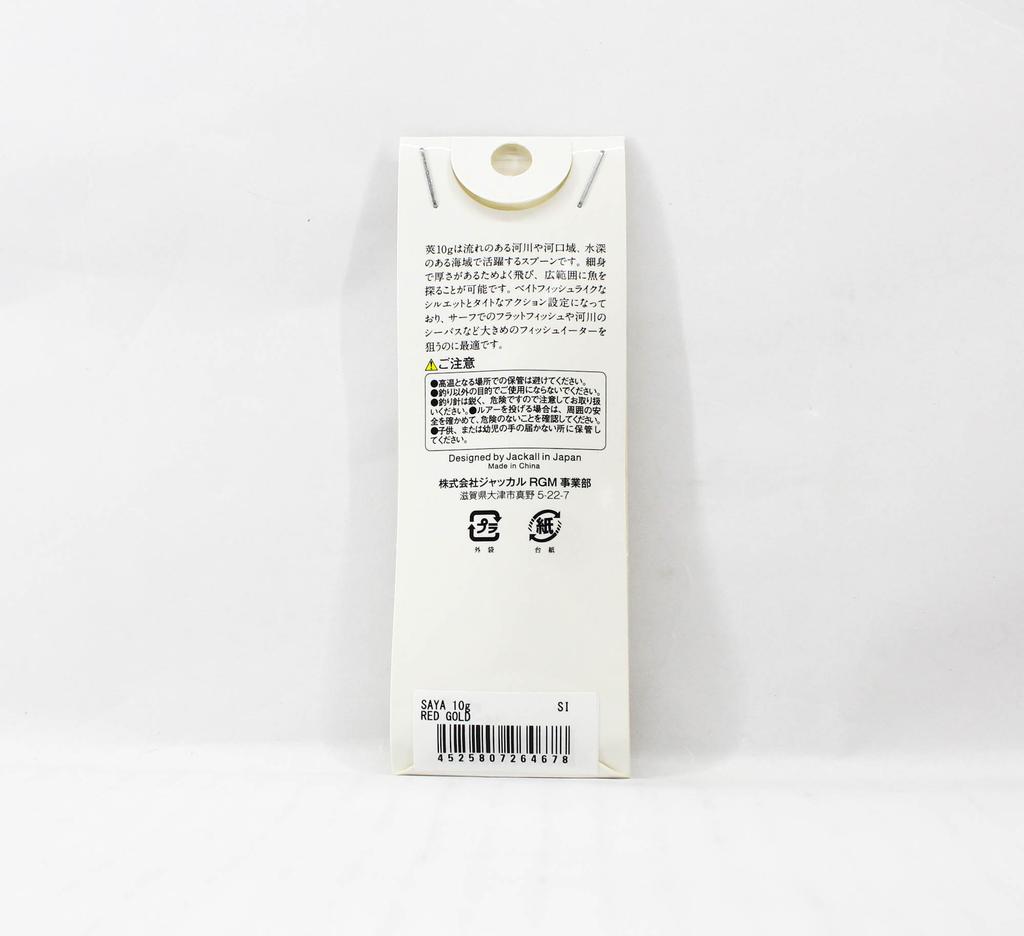 莢10gは流れのある河川や河口域、水深
のある海域で活躍するスプーンです。細身
で厚さがあるためよく飛び、広範囲に魚を
探ることが可能です。ベイトフィッシュライクな
シルエットとタイトなアクション設定になって
おり、サーフでのフラットフィッシュや河川の
シーバスなど大きめのフィッシュイーターを
狙うのに最適です。
ご注意
●高温となる場所での保管は避けてください。
●釣り以外の目的でご使用にならないでください。
●釣り針は鋭く、危険ですので注意してお取り扱
いください。●ルアーを投げる場合は、周囲の安
全を確かめて、危険のないことを確認してください。
●子供、または幼児の手の届かない所に保管し
てください。
Designed by Jackall in Japan
Made in China
株式会社ジャッカル RGM 事業部
滋賀県大津市真野 5-22-7
プラ 紙
外袋 台紙
SAYA 10g SI
RED GOLD
4525807264678